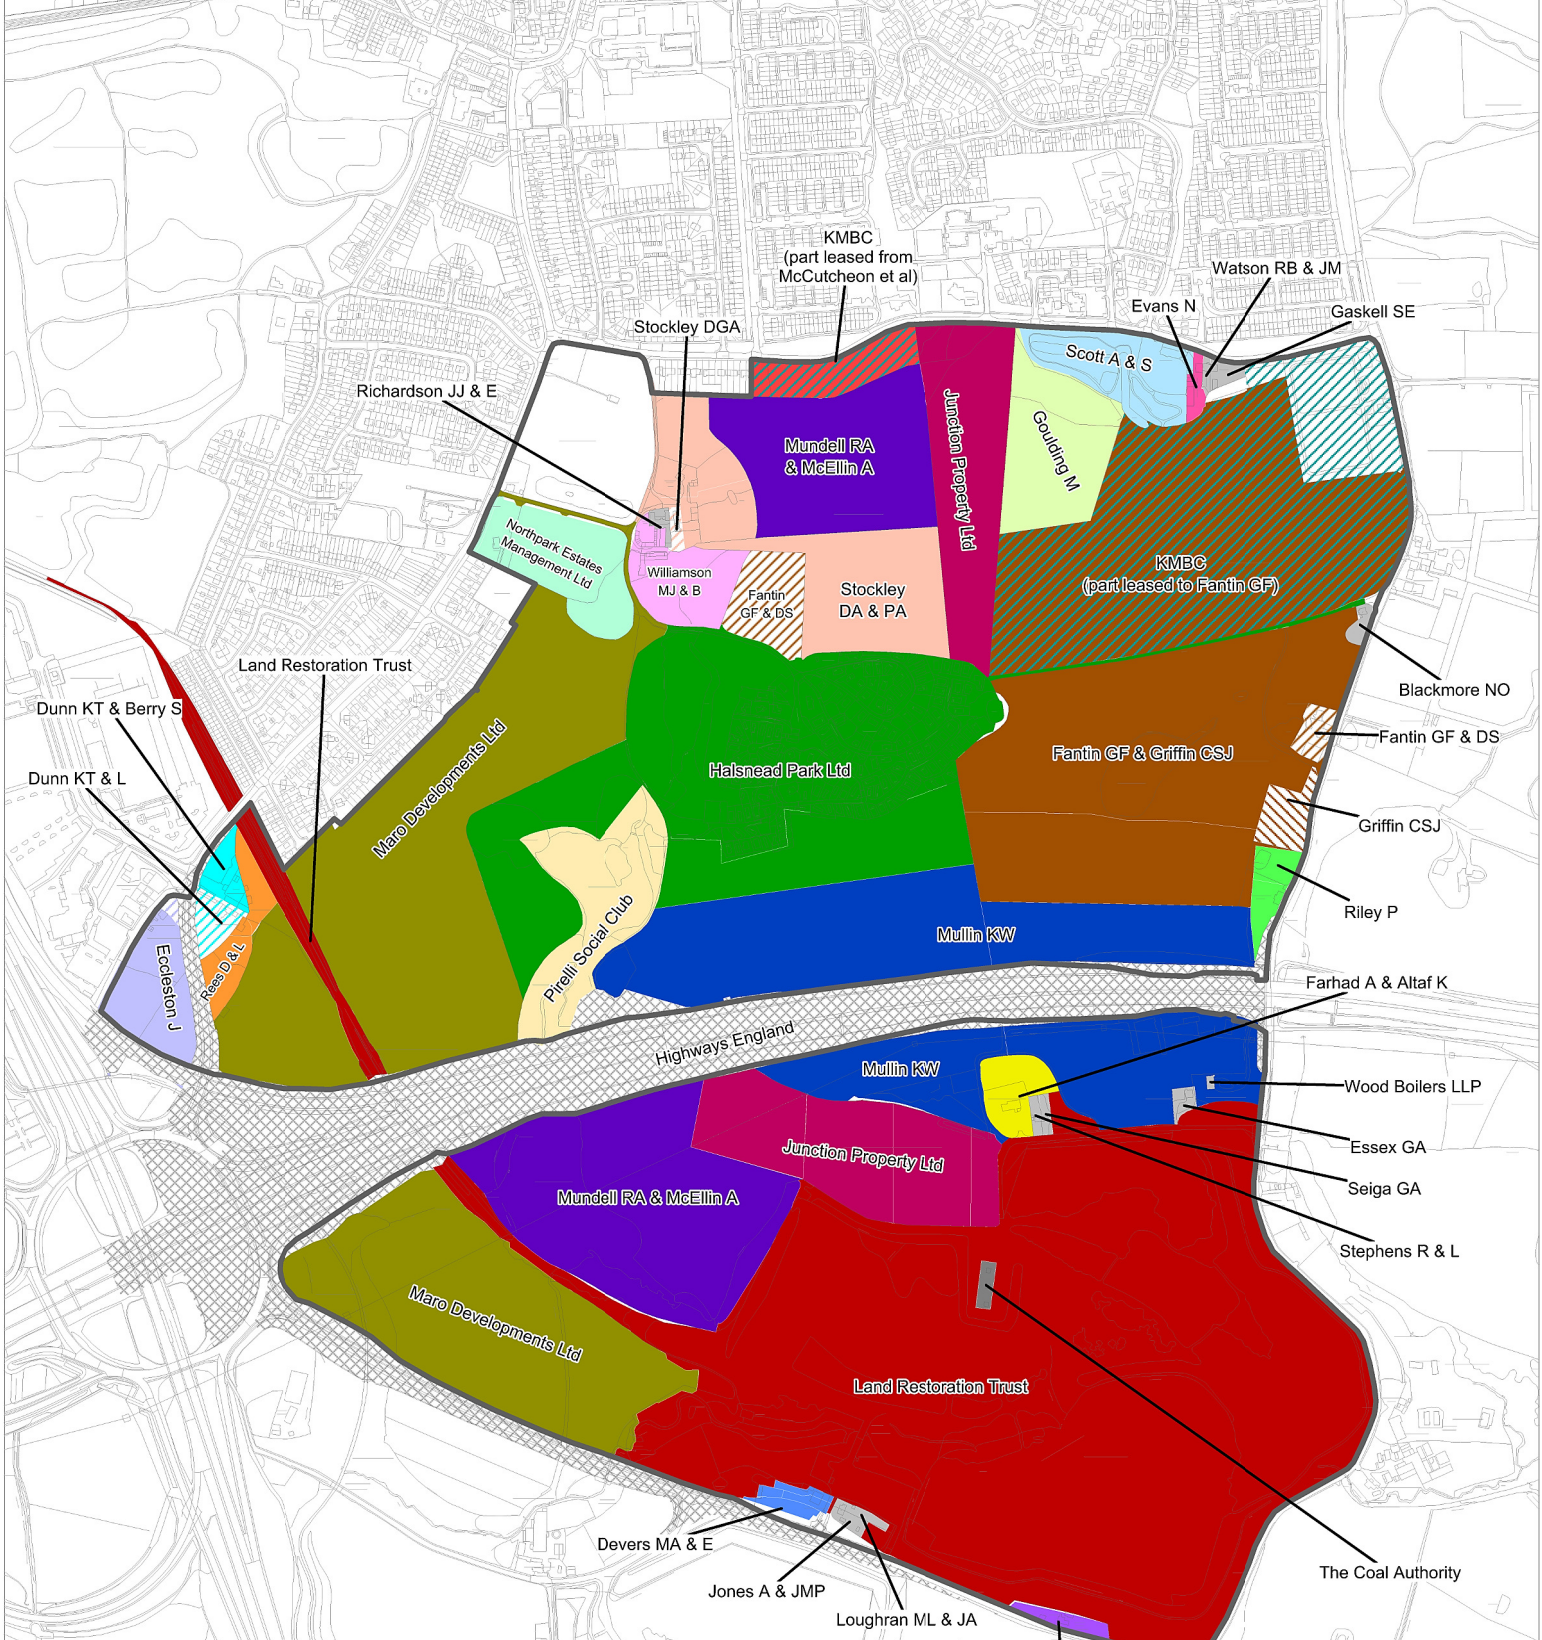 KMBC
(part leased from
McCutcheon et al)
Watson RB & JM
Evans N
Gaskell SE
Stockley DGA
Scott A & S
Richardson JJ & E
Junction Property Ltd
Goulding M
Mundell RA
& McEllin A
Northpark Estates
Management Ltd
Williamson
MJ & B
Fantin
GF & DS
Stockley
DA & PA
KMBC
(part leased to Fantin GF)
Land Restoration Trust
Blackmore NO
Dunn KT & Berry S
Fantin GF & DS
Maro Developments Ltd
Halsnead Park Ltd
Fantin GF & Griffin CSJ
Dunn KT & L
Griffin CSJ
Riley P
Pirelli Social Club
Mullin KW
Eccleston J
Rees D & L
Farhad A & Altaf K
Highways England
Mullin KW
Wood Boilers LLP
Essex GA
Junction Property Ltd
Seiga GA
Mundell RA & McEllin A
Stephens R & L
Maro Developments Ltd
Land Restoration Trust
Devers MA & E
The Coal Authority
Jones A & JMP
Loughran ML & JA